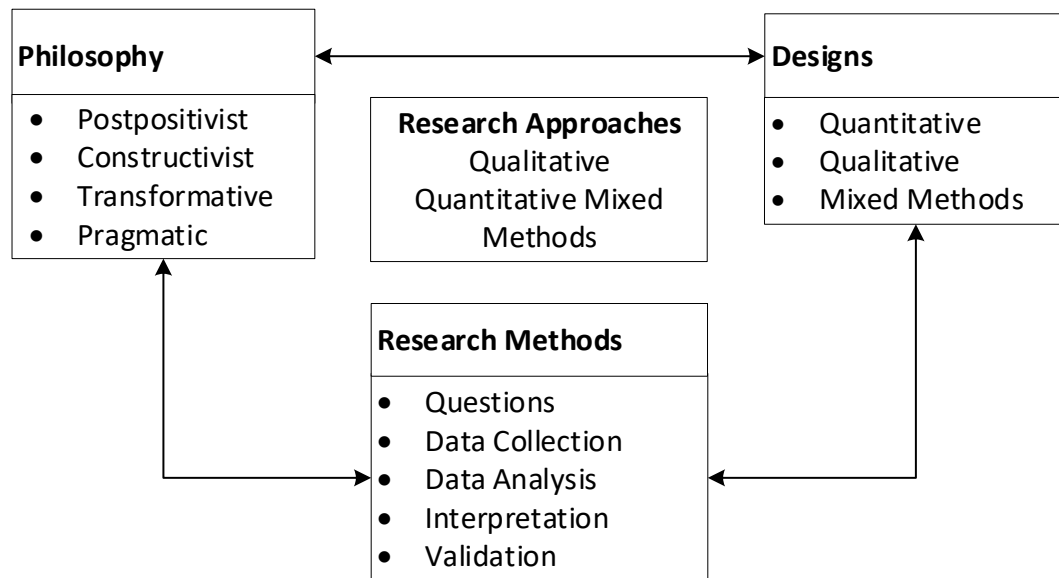 Philosophy
• Postpositivist
• Constructivist
• Transformative
• Pragmatic
Research Approaches
Qualitative
Quantitative Mixed
Methods
Designs
• Quantitative
• Qualitative
• Mixed Methods
Research Methods
• Questions
• Data Collection
• Data Analysis
• Interpretation
• Validation